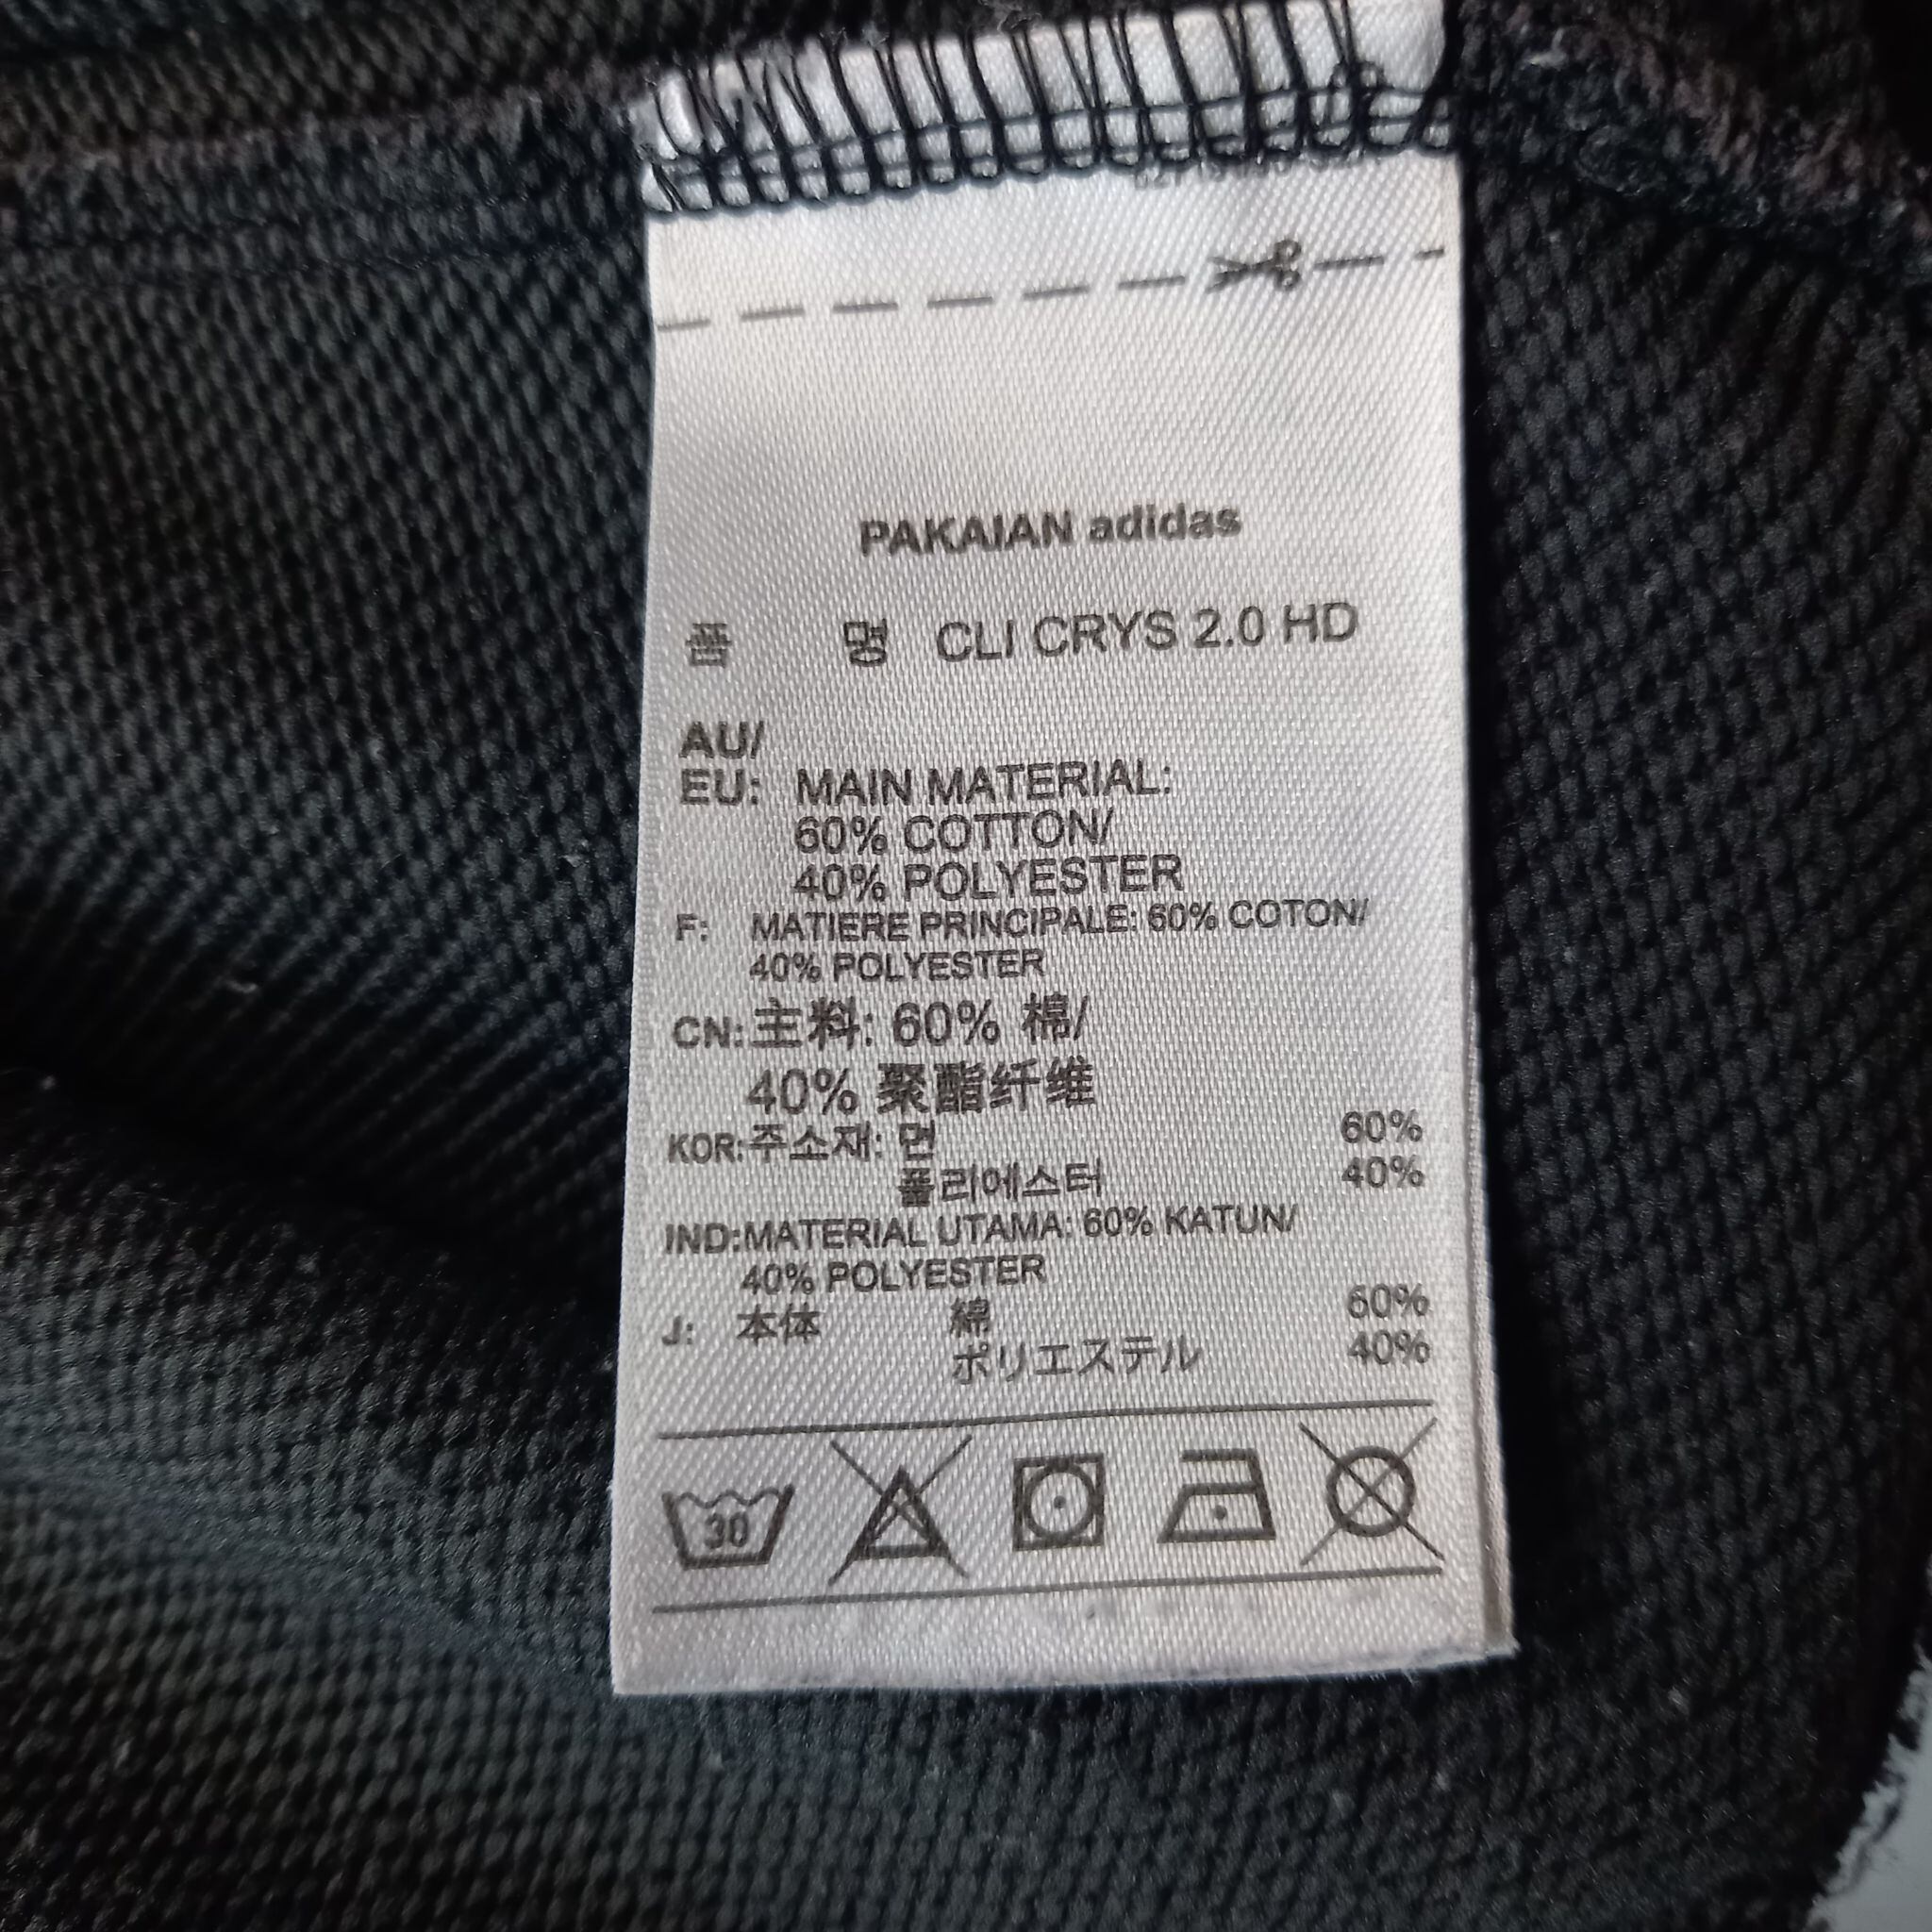 PAKAIAN adidas
품 명 CLI CRYS 2.0 HD
AU/
EU: MAIN MATERIAL:
60% COTTON/
40% POLYESTER
F: MATIERE PRINCIPALE: 60% COTON/
40% POLYESTER
CN: 主料: 60% 棉/
40% 聚酯纤维
KOR: 주소재: 면 60%
폴리에스터 40%
IND: MATERIAL UTAMA: 60% KATUN/
40% POLYESTER
J: 本体 綿 60%
ポリエステル 40%
30